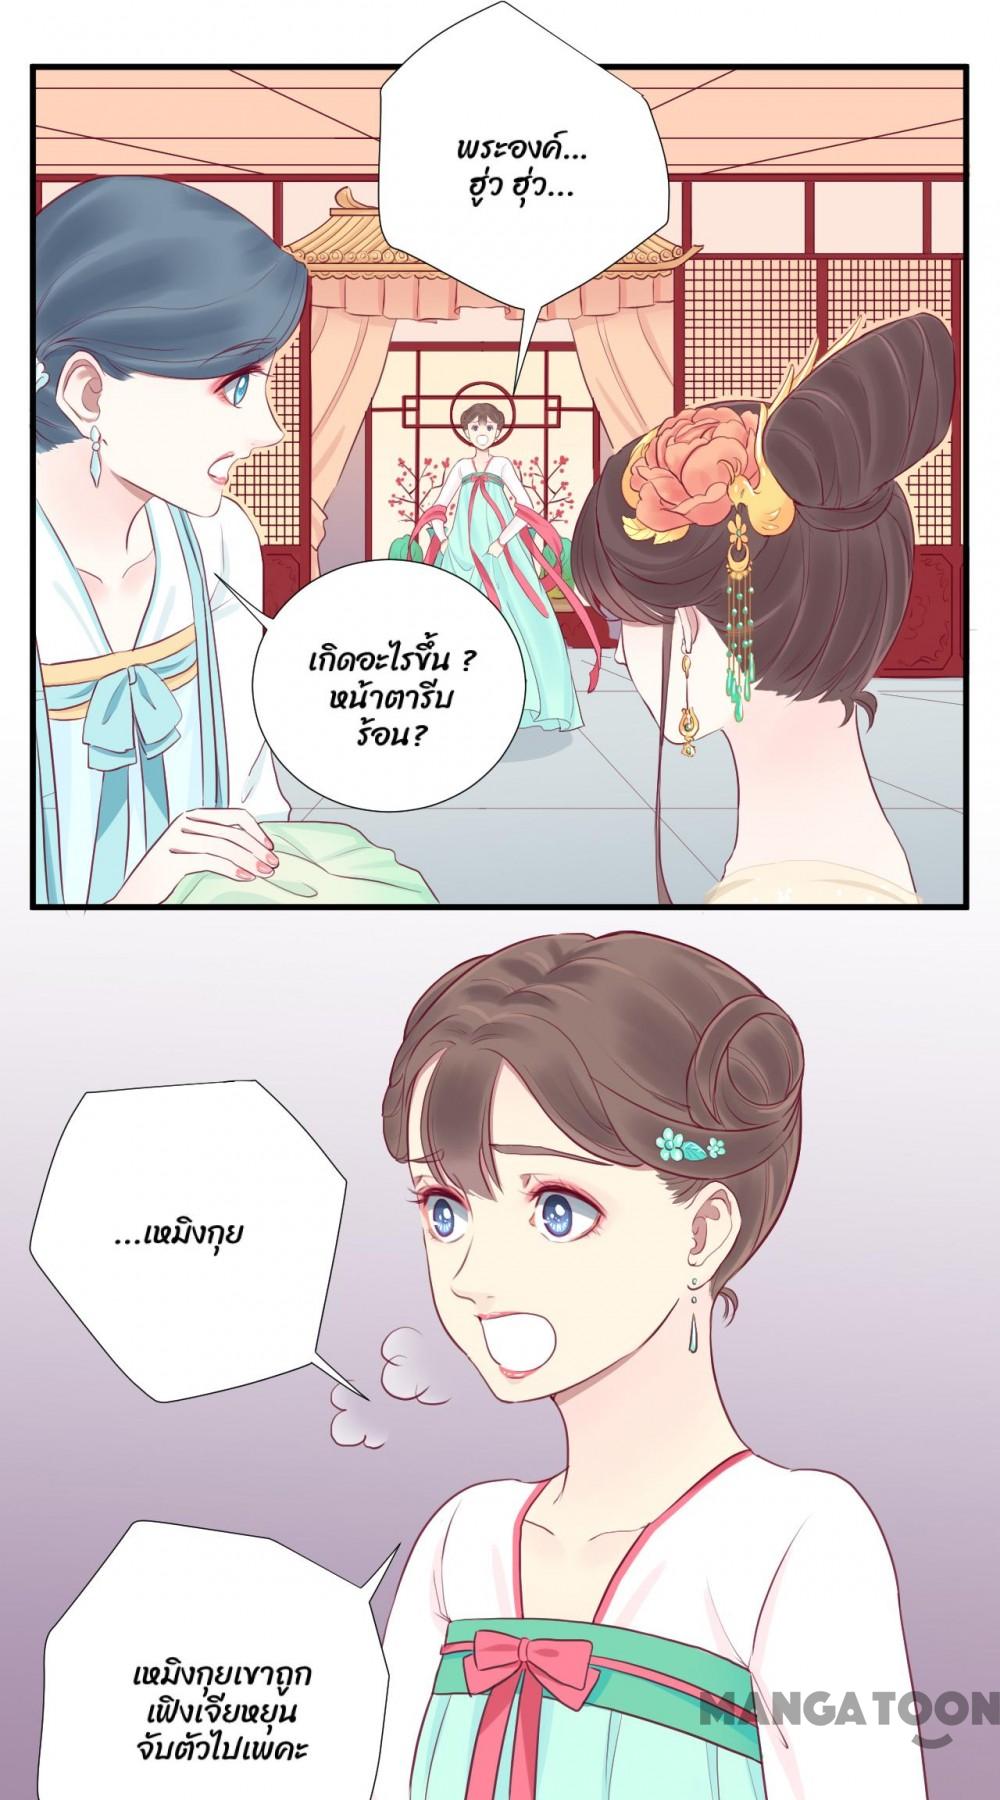 พระองค์...
ฮู่ว ฮุ่ว...
เกิดอะไรขึ้น ?
หน้าตารีบ
ร้อน?
...เหมิงกุย
เหมิงกุยเขาถูก
เฟิงเจียหยุน
จับตัวไปเพคะ
MANGATOON